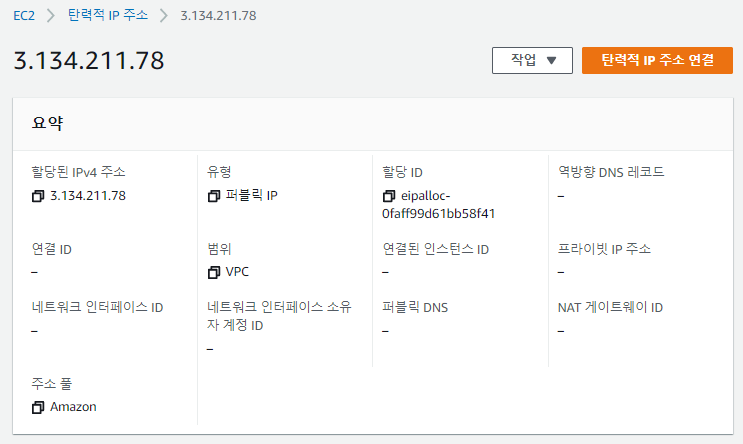 EC2 > 탄력적 IP 주소 > 3.134.211.78
3.134.211.78
작업 ▼
탄력적 IP 주소 연결
요약
할당된 IPv4 주소
3.134.211.78
유형
퍼블릭 IP
할당 ID
eipalloc-
0faff99d61bb58f41
역방향 DNS 레코드
–
연결 ID
–
범위
VPC
연결된 인스턴스 ID
–
프라이빗 IP 주소
–
네트워크 인터페이스 ID
–
네트워크 인터페이스 소유
자 계정 ID
–
퍼블릭 DNS
–
NAT 게이트웨이 ID
–
주소 풀
Amazon